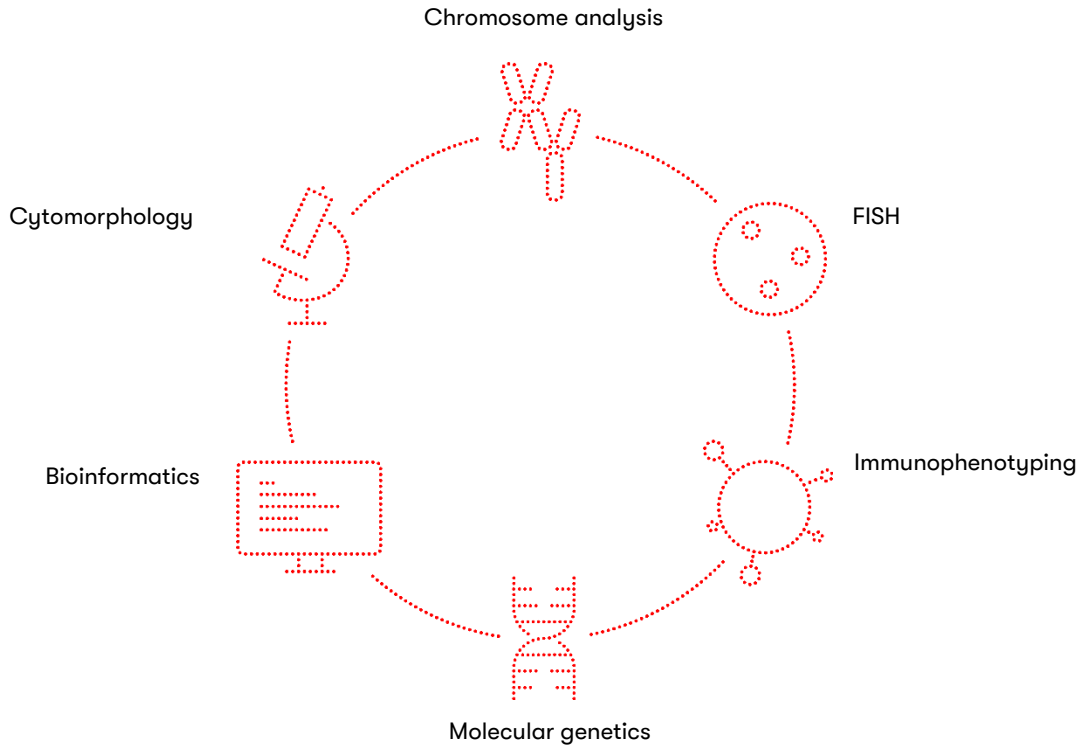 Chromosome analysis
Cytomorphology
FISH
Immunophenotyping
Bioinformatics
Molecular genetics